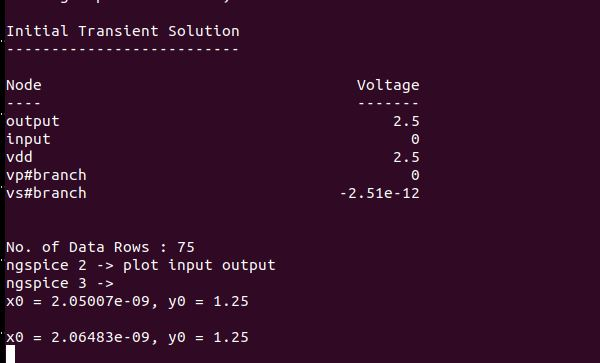 Initial Transient Solution
--------------------------
Node Voltage
---- -------
output 2.5
input 0
vdd 2.5
vp#branch 0
vs#branch -2.51e-12
No. of Data Rows : 75
ngspice 2 -> plot input output
ngspice 3 ->
x0 = 2.05007e-09, y0 = 1.25
x0 = 2.06483e-09, y0 = 1.25